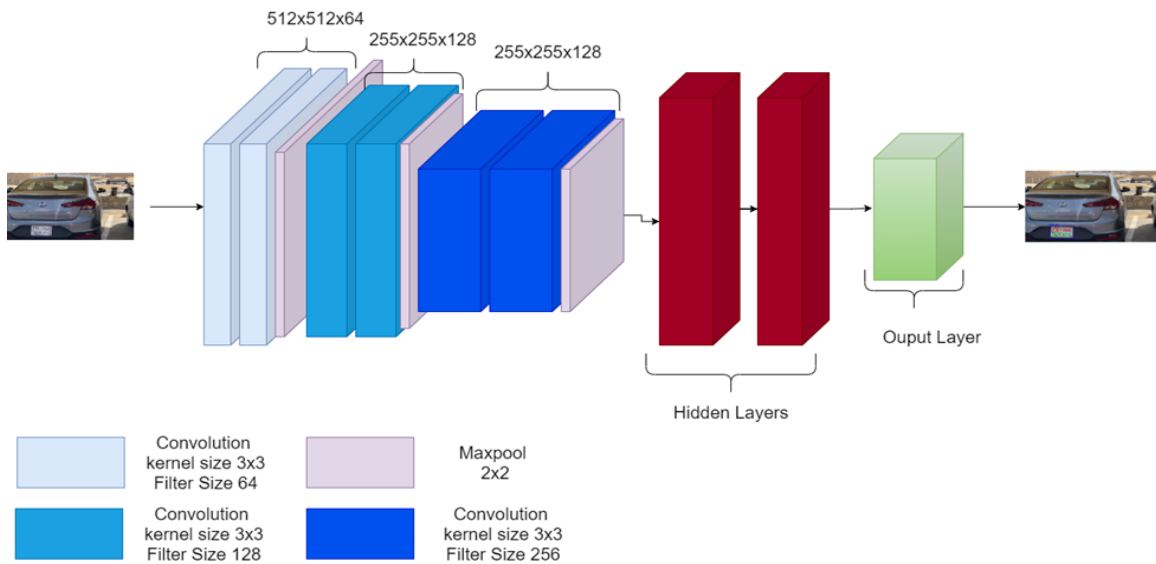 512x512x64
255x255x128
255x255x128
Hidden Layers
Ouput Layer
Convolution
kernel size 3x3
Filter Size 64
Maxpool
2x2
Convolution
kernel size 3x3
Filter Size 128
Convolution
kernel size 3x3
Filter Size 256